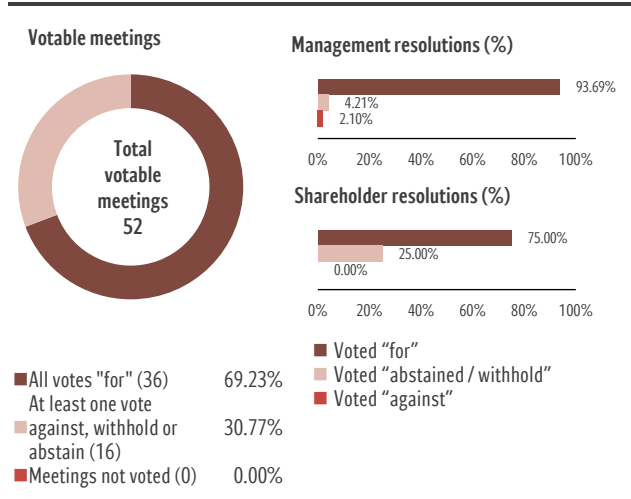 Votable meetings
Total
votable
meetings
52
All votes "for" (36) 69.23%
At least one vote
against, withhold or 30.77%
abstain (16)
Meetings not voted (0) 0.00%
Management resolutions (%)
93.69%
4.21%
2.10%
0% 20% 40% 60% 80% 100%
Shareholder resolutions (%)
75.00%
25.00%
0.00%
0% 20% 40% 60% 80% 100%
Voted “for”
Voted “abstained / withhold”
Voted “against”